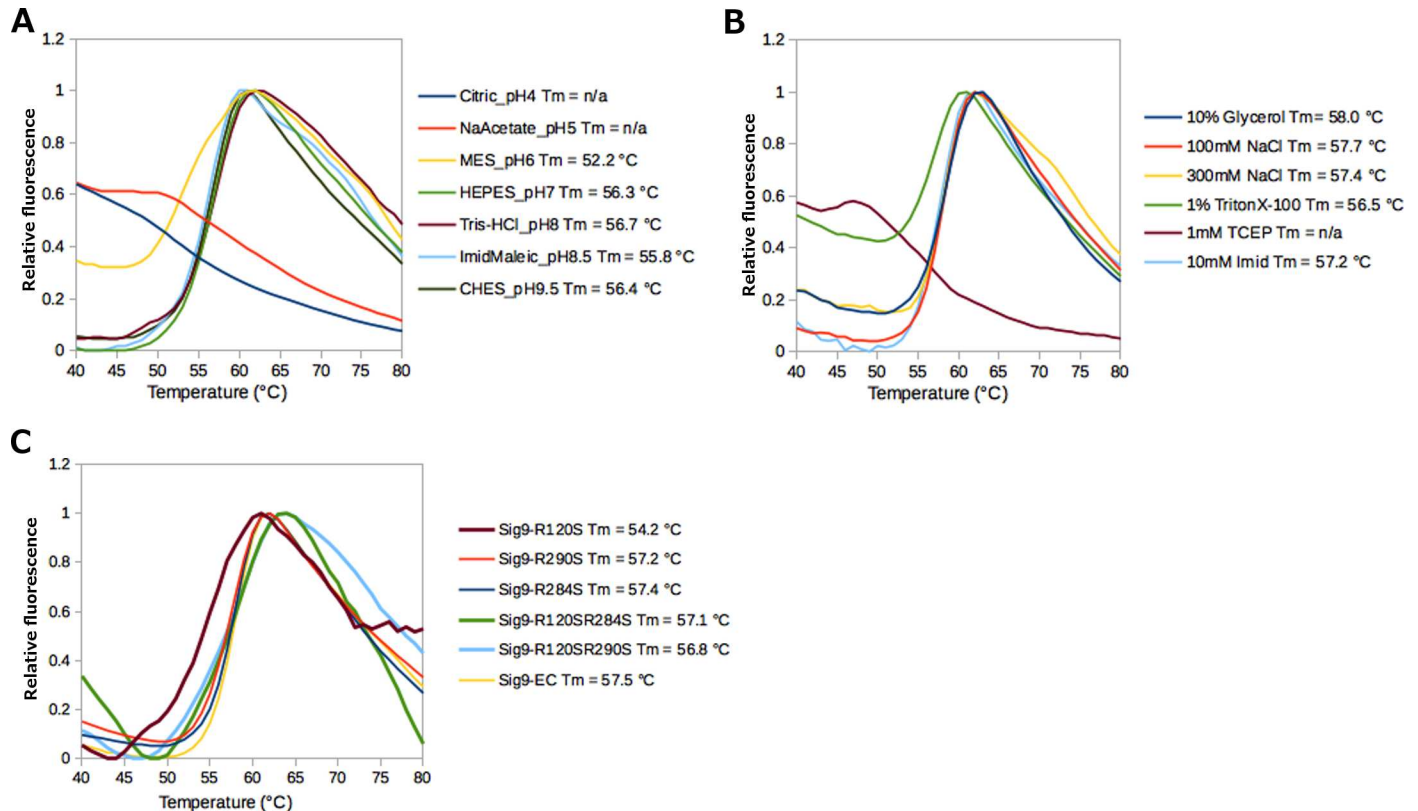 A
Relative fluorescence
1.2
1
0.8
0.6
0.4
0.2
0
40 45 50 55 60 65 70 75 80
Temperature (°C)
Citric_pH4 Tm = n/a
NaAcetate_pH5 Tm = n/a
MES_pH6 Tm = 52.2 °C
HEPES_pH7 Tm = 56.3 °C
Tris-HCl_pH8 Tm = 56.7 °C
ImidMaleic_pH8.5 Tm = 55.8 °C
CHES_pH9.5 Tm = 56.4 °C
B
Relative fluorescence
1.2
1
0.8
0.6
0.4
0.2
0
40 45 50 55 60 65 70 75 80
Temperature (°C)
10% Glycerol Tm= 58.0 °C
100mM NaCl Tm = 57.7 °C
300mM NaCl Tm = 57.4 °C
1% TritonX-100 Tm = 56.5°C
1mM TCEP Tm = n/a
10mM Imid Tm = 57.2 °C
C
Relative fluorescence
1.2
1
0.8
0.6
0.4
0.2
0
40 45 50 55 60 65 70 75 80
Temperature (°C)
Sig9-R120S Tm = 54.2 °C
Sig9-R290S Tm = 57.2 °C
Sig9-R284S Tm = 57.4 °C
Sig9-R120SR284S Tm = 57.1 °C
Sig9-R120SR290S Tm = 56.8 °C
Sig9-EC Tm = 57.5 °C